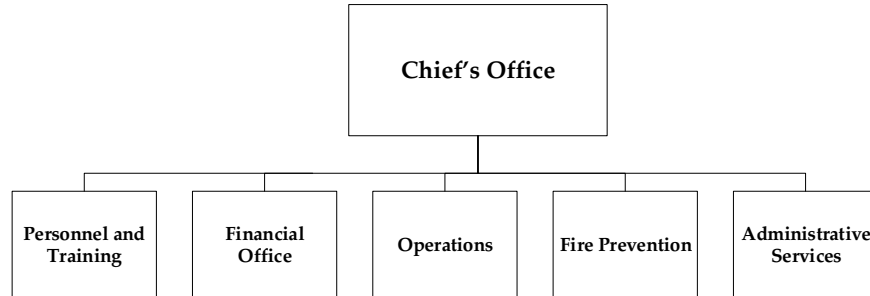 Chief’s Office
Personnel and
Training
Financial
Office
Operations
Fire Prevention
Administrative
Services